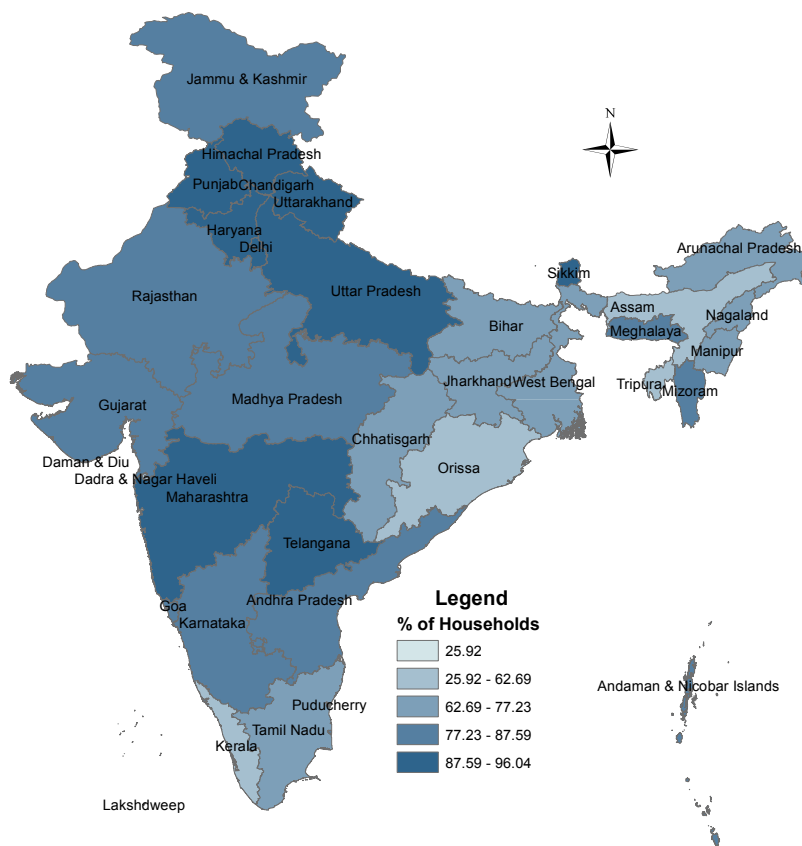 Jammu & Kashmir
N
Himachal Pradesh
Punjab
Chandigarh
Uttarakhand
Haryana
Delhi
Arunachal Pradesh
Sikkim
Rajasthan
Uttar Pradesh
Assam
Nagaland
Bihar
Meghalaya
Manipur
Jharkhand
West Bengal
Tripura
Mizoram
Gujarat
Madhya Pradesh
Chhatisgarh
Daman & Diu
Orissa
Dadra & Nagar Haveli
Maharashtra
Telangana
Goa
Andhra Pradesh
Karnataka
Legend
% of Households
25.92
25.92 - 62.69
62.69 - 77.23
77.23 - 87.59
87.59 - 96.04
Andaman & Nicobar Islands
Puducherry
Tamil Nadu
Kerala
Lakshdweep